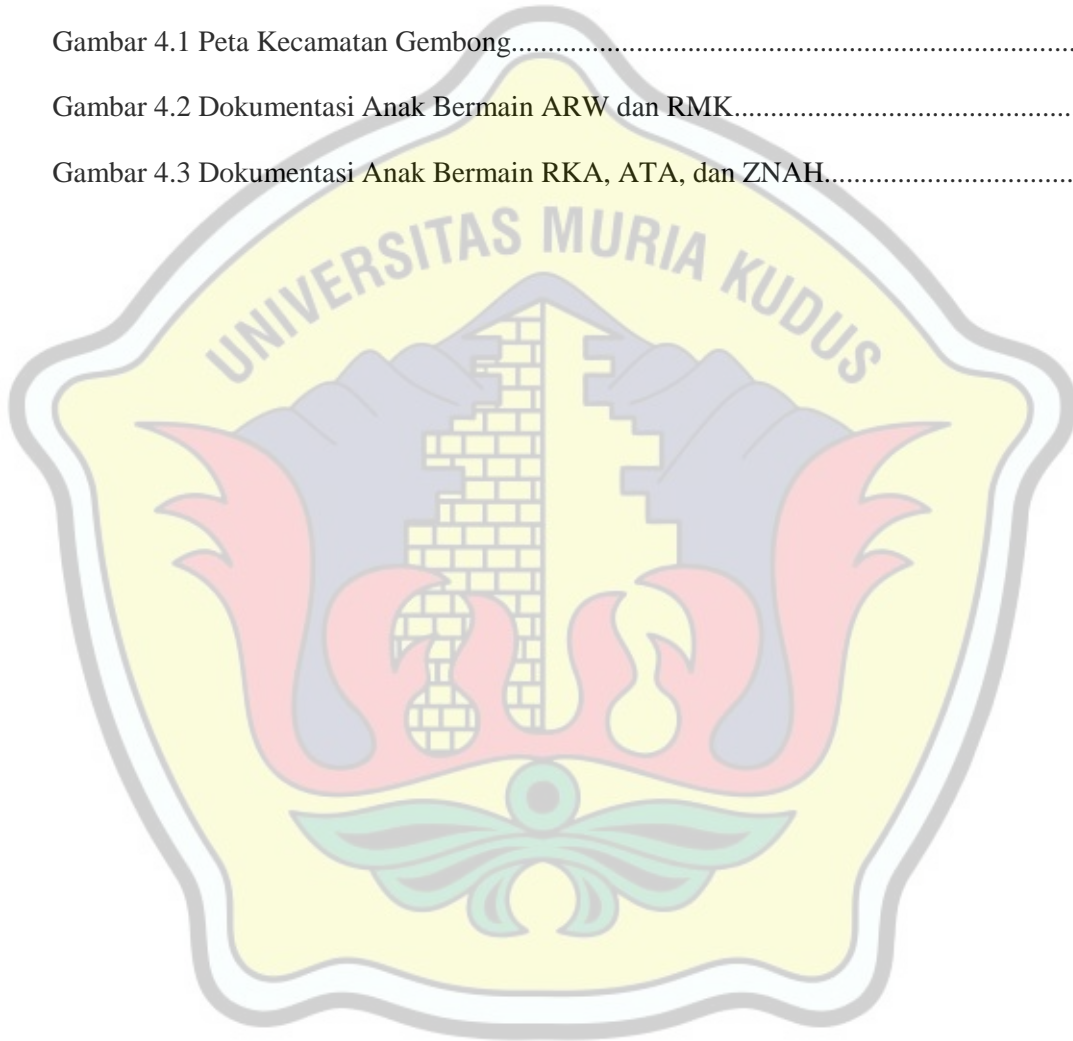 Gambar 4.1 Peta Kecamatan Gembong................................................................................
Gambar 4.2 Dokumentasi Anak Bermain ARW dan RMK..............................................
Gambar 4.3 Dokumentasi Anak Bermain RKA, ATA, dan ZNAH..................................
UNIVERSITAS MURIA KUDUS